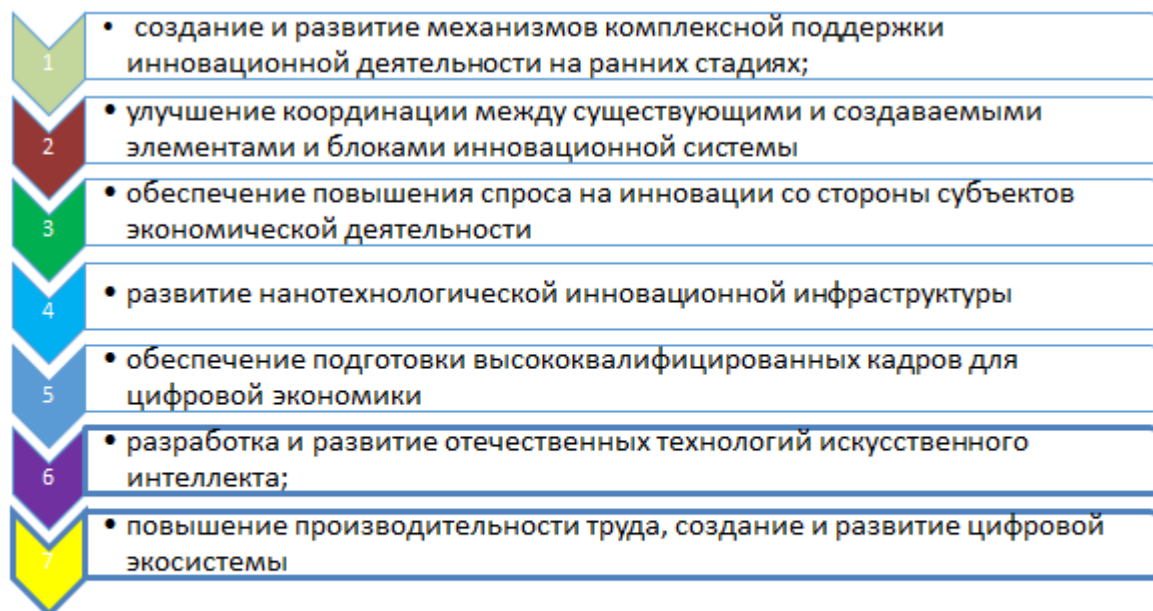 1
• создание и развитие механизмов комплексной поддержки
инновационной деятельности на ранних стадиях;
2
• улучшение координации между существующими и создаваемыми
элементами и блоками инновационной системы
3
• обеспечение повышения спроса на инновации со стороны субъектов
экономической деятельности
4
• развитие нанотехнологической инновационной инфраструктуры
5
• обеспечение подготовки высококвалифицированных кадров для
цифровой экономики
6
• разработка и развитие отечественных технологий искусственного
интеллекта;
7
• повышение производительности труда, создание и развитие цифровой
экосистемы